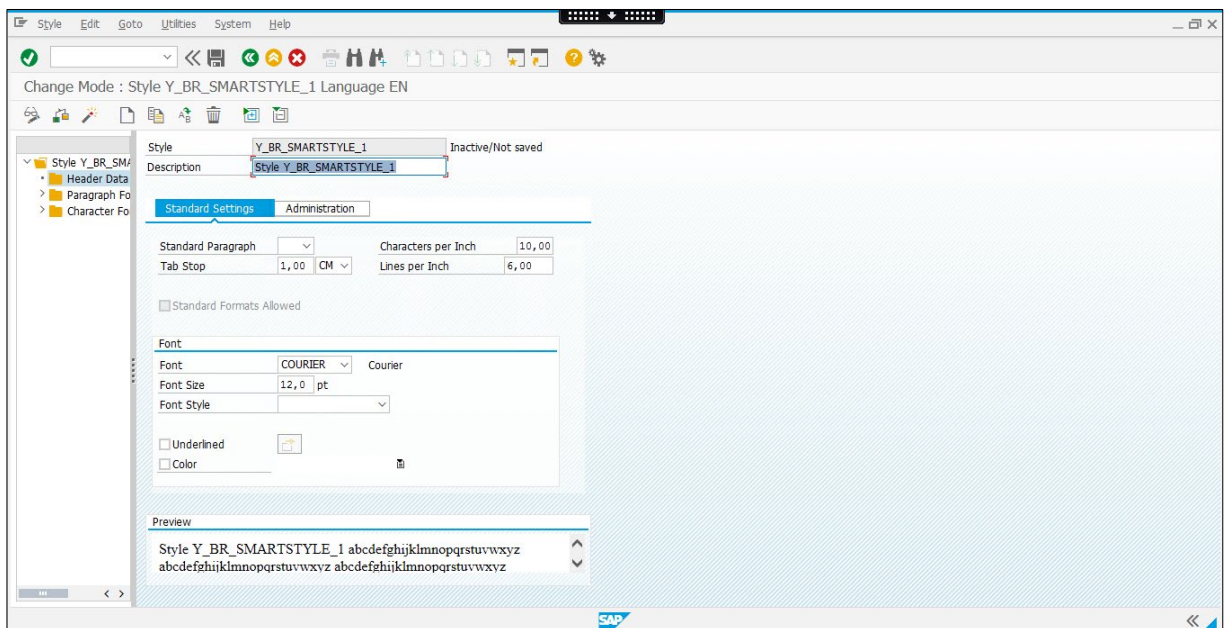 Style Edit Goto Utilities System Help
Change Mode : Style Y_BR_SMARTSTYLE_1 Language EN
Style Y_BR_SMA
Header Data
Paragraph Fo
Character Fo
Style Y_BR_SMARTSTYLE_1 Inactive/Not saved
Description Style Y_BR_SMARTSTYLE_1
Standard Settings Administration
Standard Paragraph Characters per Inch 10,00
Tab Stop 1,00 CM Lines per Inch 6,00
Standard Formats Allowed
Font
Font COURIER Courier
Font Size 12,0 pt
Font Style
Underlined
Color
Preview
Style Y_BR_SMARTSTYLE_1 abcdefghijklmnopqrstuvwxyz
abcdefghijklmnopqrstuvwxyz abcdefghijklmnopqrstuvwxyz
SAP